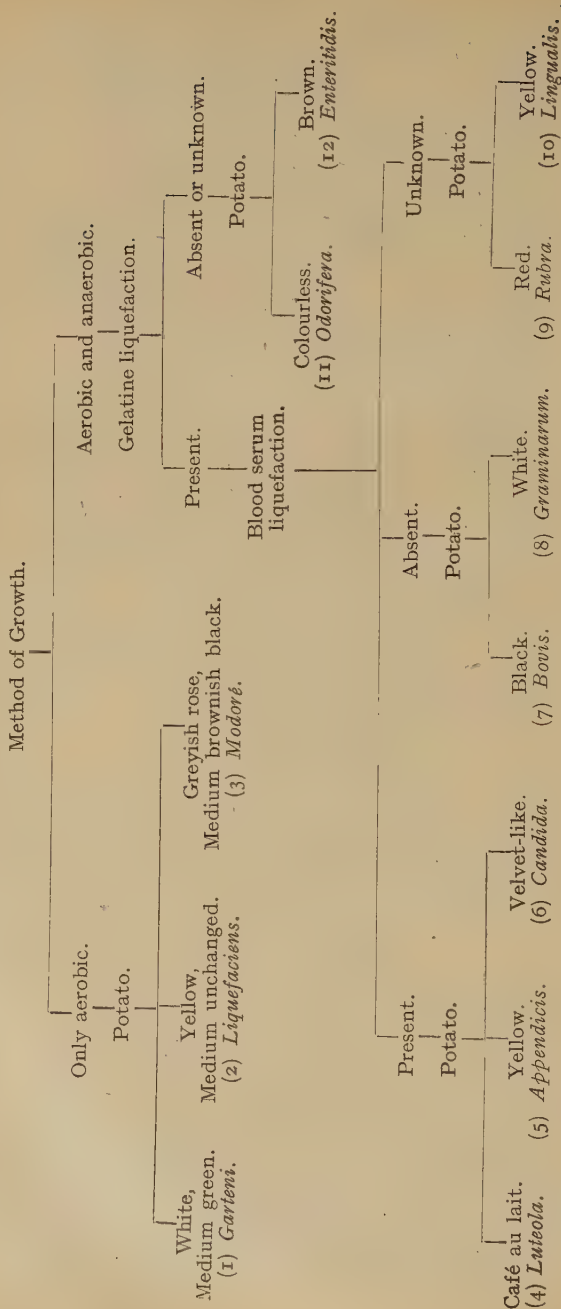 Method of Growth.
Only aerobic.
Potato.
White,
Medium green.
(1) Garteni.
Yellow,
Medium unchanged.
(2) Liquefaciens.
Greyish rose,
Medium brownish black.
(3) Modoré.
Aerobic and anaerobic.
Gelatine liquefaction.
Present.
Blood serum
liquefaction.
Absent or unknown.
Potato.
Colourless.
(11) Odorifera.
Brown.
(12) Enteritidis.
Present.
Potato.
Café au lait.
(4) Luteola.
Yellow.
(5) Appendicis.
Velvet-like.
(6) Candida.
Absent.
Potato.
Black.
(7) Bovis.
White.
(8) Graminarum.
Unknown.
Potato.
Red.
(9) Rubra.
Yellow.
(10) Lingualis.